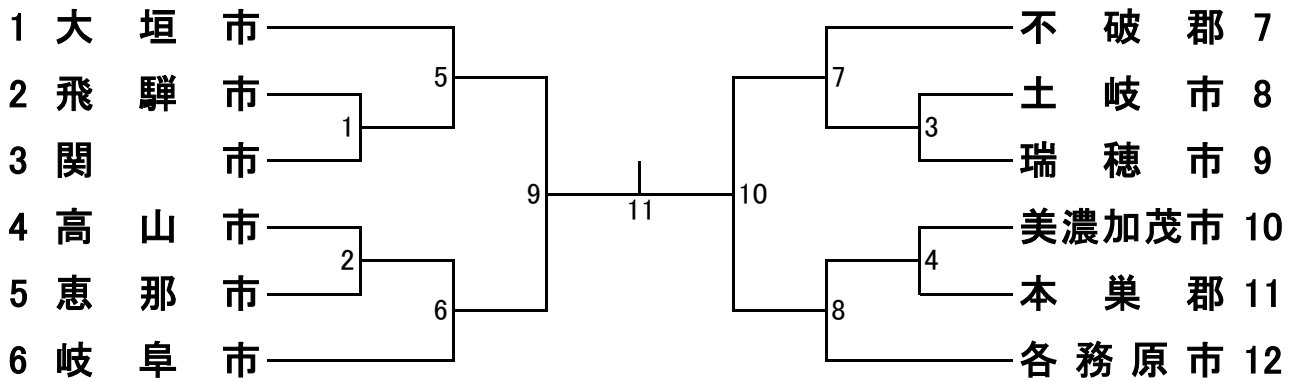 1 大垣市
不破郡 7
5
7
2 飛騨市
土岐市 8
1
3
3 関市
瑞穂市 9
9
11
10
4 高山市
美濃加茂市 10
2
4
5 恵那市
本巣郡 11
6
8
6 岐阜市
各務原市 12